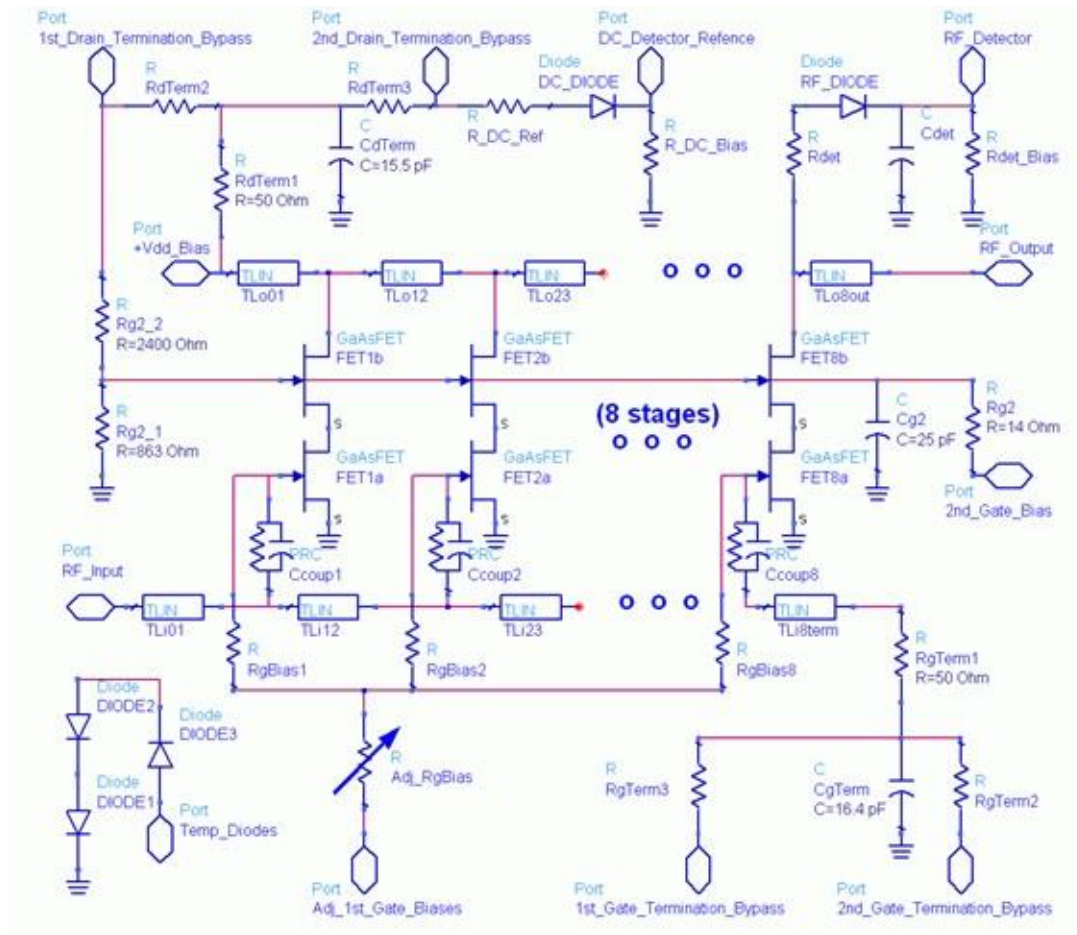 Port
1st_Drain_Termination_Bypass
Port
2nd_Drain_Termination_Bypass
Port
DC_Detector_Refence
Port
RF_Detector
R
RdTerm2
R
RdTerm3
R
R_DC_Ref
Diode
DC_DIODE
Diode
RF_DIODE
C
CdTerm
C=15.5 pF
R
R_DC_Bias
R
Rdet
C
Cdet
R
Rdet_Bias
R
RdTerm1
R=50 Ohm
Port
+Vdd_Bias
TLIN
TLo01
TLIN
TLo12
TLIN
TLo23
o o o
TLIN
TLo8out
Port
RF_Output
R
Rg2_2
R=2400 Ohm
GaAsFET
FET1b
GaAsFET
FET2b
GaAsFET
FET8b
R
Rg2_1
R=863 Ohm
s
s
s
(8 stages)
o o o
C
Cg2
C=25 pF
R
Rg2
R=14 Ohm
GaAsFET
FET1a
GaAsFET
FET2a
GaAsFET
FET8a
s
s
s
Port
2nd_Gate_Bias
PRC
Ccoup1
PRC
Ccoup2
PRC
Ccoup8
Port
RF_Input
TLIN
TLi01
TLIN
TLi12
TLIN
TLi23
o o o
TLIN
TLi8term
R
RgBias1
R
RgBias2
R
RgBias8
R
RgTerm1
R=50 Ohm
Diode
DIODE2
Diode
DIODE3
Diode
DIODE1
Port
Temp_Diodes
R
Adj_RgBias
R
RgTerm3
C
CgTerm
C=16.4 pF
R
RgTerm2
Port
Adj_1st_Gate_Biases
Port
1st_Gate_Termination_Bypass
Port
2nd_Gate_Termination_Bypass